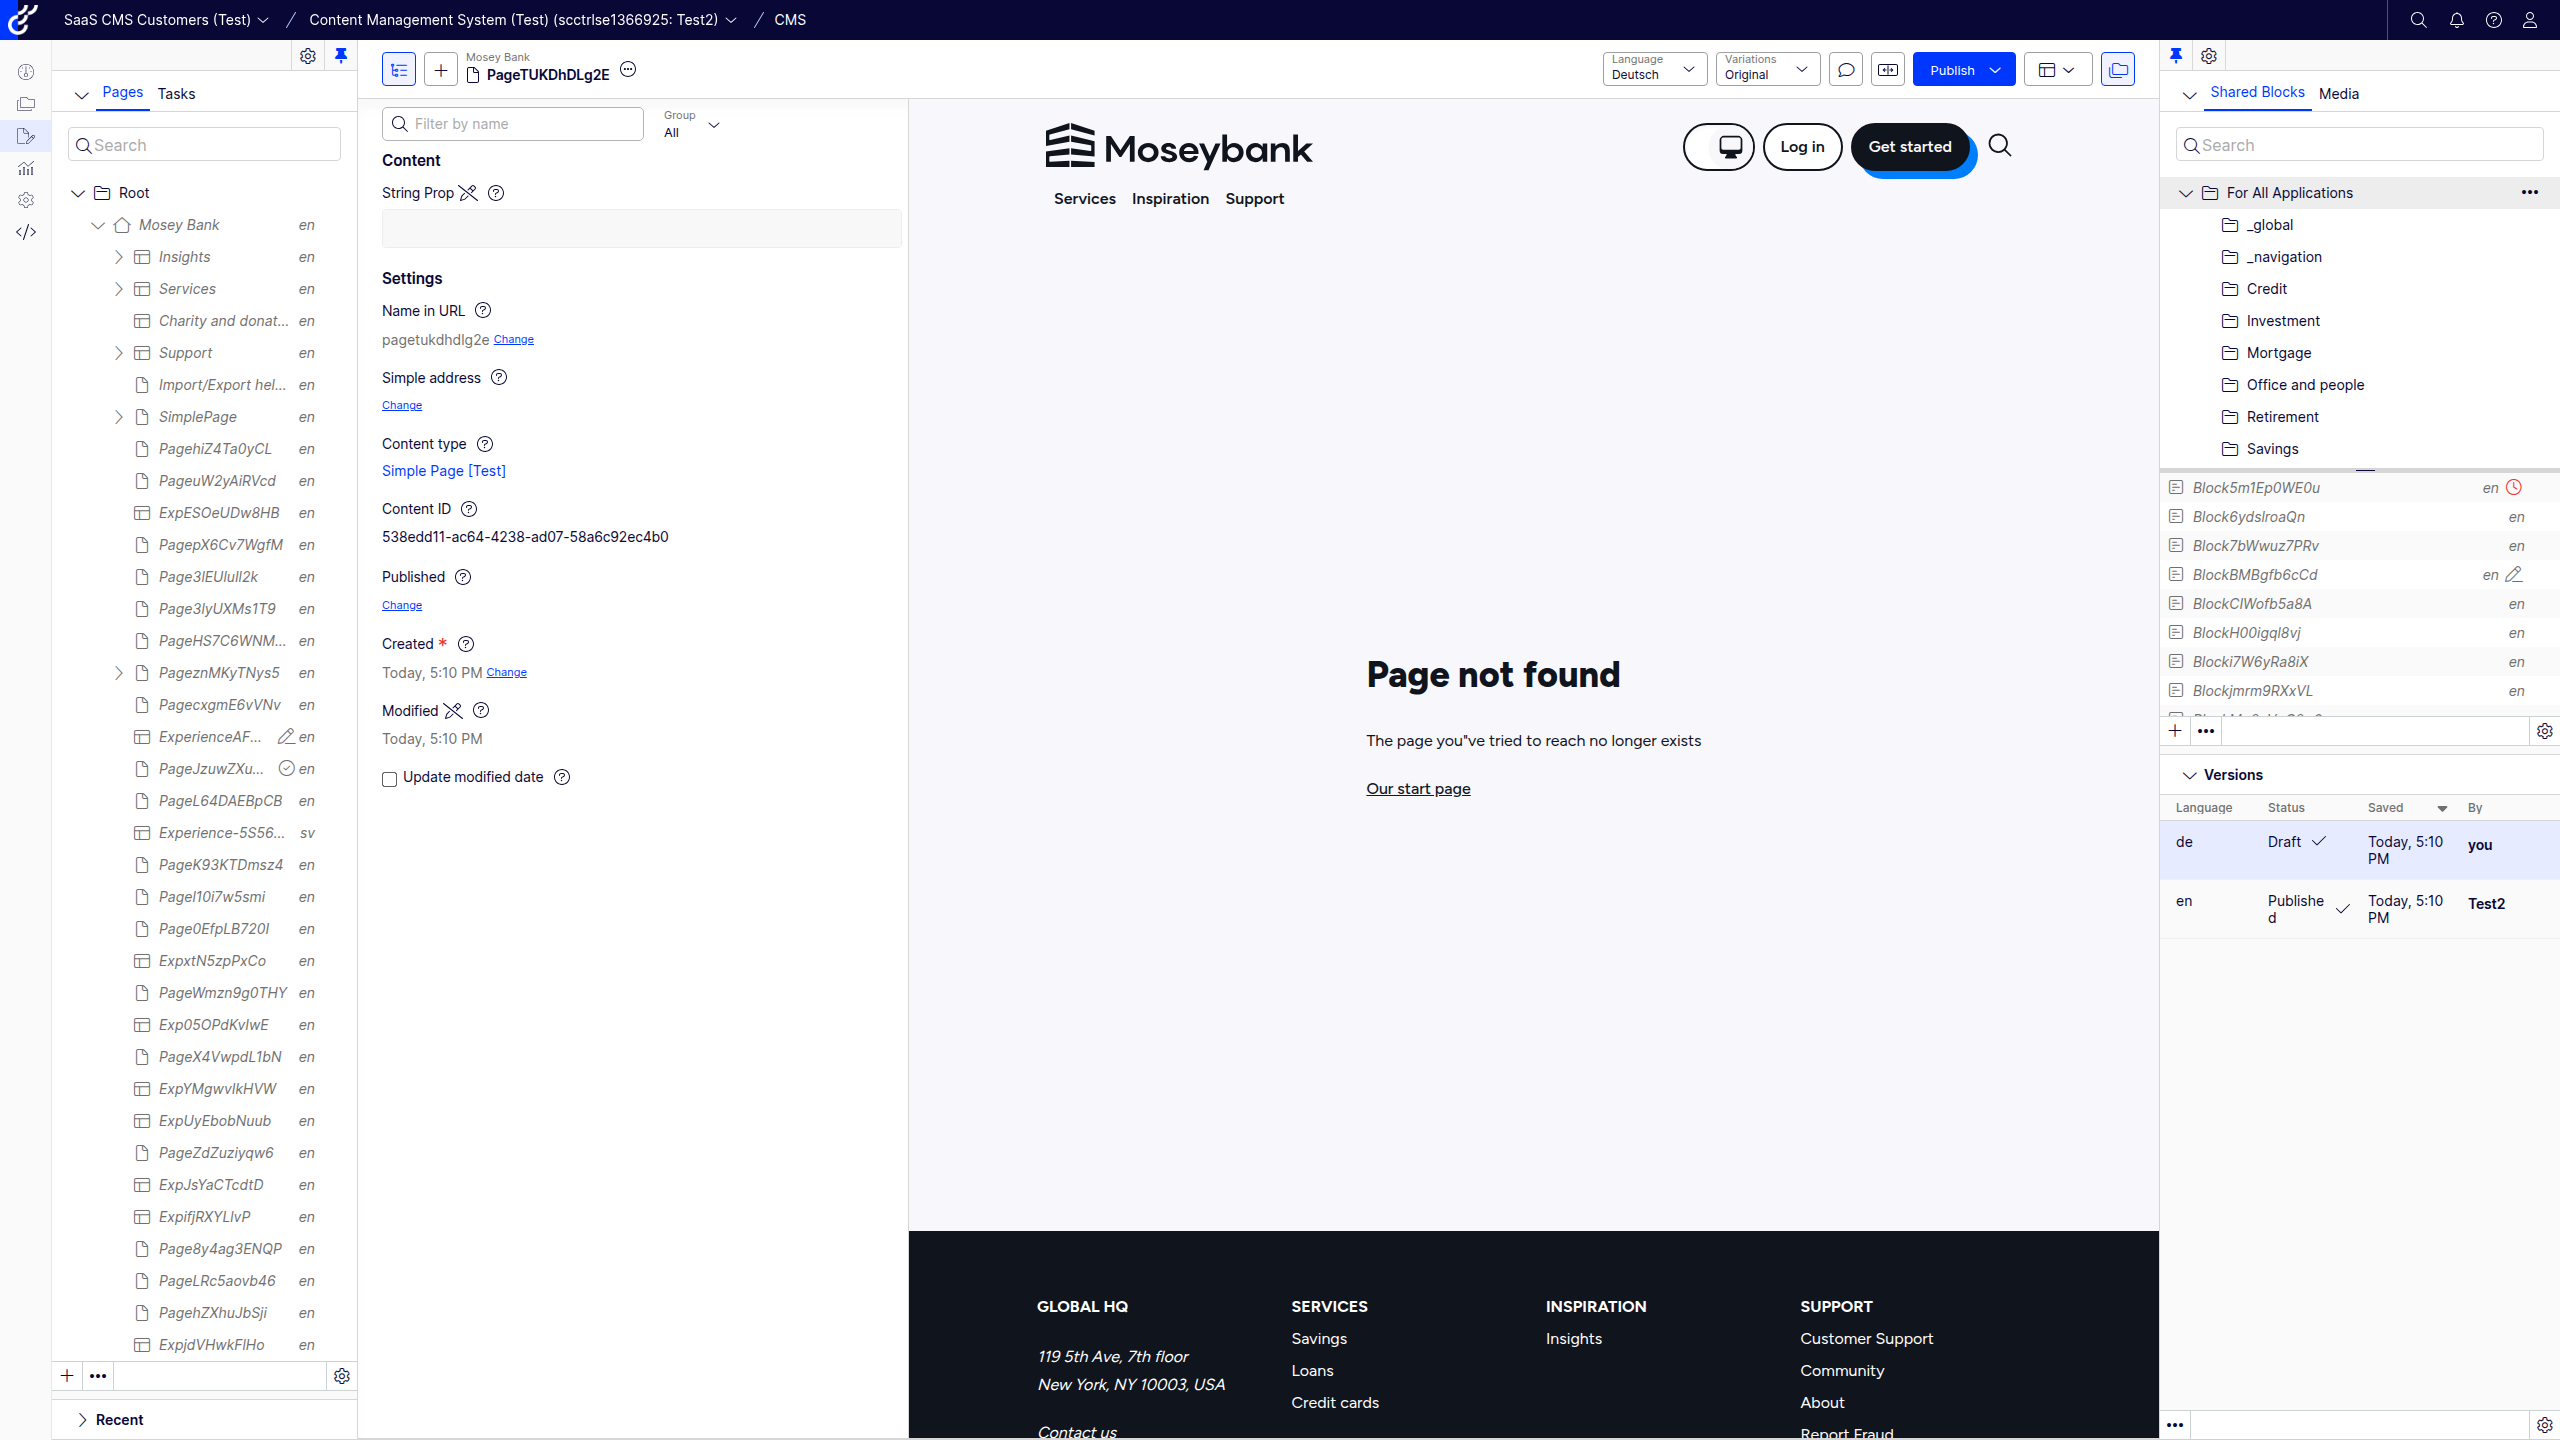 SaaS CMS Customers (Test)
Content Management System (Test) (scctrlse1366925: Test2)
CMS
Pages
Tasks
Search
Root
Mosey Bank en
Insights en
Services en
Charity and donat... en
Support en
Import/Export hel... en
SimplePage en
PagehiZ4Ta0yCL en
PageuW2yAiRVcd en
ExpESOeUDw8HB en
PagepX6Cv7WgfM en
Page3lEUlull2k en
Page3lyUXMs1T9 en
PageHS7C6WNM... en
PageznMKyTNys5 en
PagecxgmE6vVNv en
ExperienceAF... en
PageJzuwZXu... en
PageL64DAEBpCB en
Experience-5S56... sv
PageK93KTDmsz4 en
PageI10i7w5smi en
Page0EfpLB720I en
ExpxtN5zpPxCo en
PageWmzn9g0THY en
Exp05OPdKvIwE en
PageX4VwpdL1bN en
ExpYMgwvIkHVW en
ExpUyEbobNuub en
PageZdZuziyqw6 en
ExpJsYaCTcdtD en
ExpifjRXYLlvP en
Page8y4ag3ENQP en
PageLRc5aovb46 en
PagehZXhuJbSji en
ExpjdVHwkFlHo en
Recent
Mosey Bank
PageTUKDhDLg2E
Language
Deutsch
Variations
Original
Publish
Filter by name
Group
All
Content
String Prop
Settings
Name in URL
pagetukdhdlg2e Change
Simple address
Change
Content type
Simple Page [Test]
Content ID
538edd11-ac64-4238-ad07-58a6c92ec4b0
Published
Change
Created *
Today, 5:10 PM Change
Modified
Today, 5:10 PM
Update modified date
Moseybank
Log in
Get started
Services
Inspiration
Support
Page not found
The page you"ve tried to reach no longer exists
Our start page
GLOBAL HQ
119 5th Ave, 7th floor
New York, NY 10003, USA
Contact us
SERVICES
Savings
Loans
Credit cards
INSPIRATION
Insights
SUPPORT
Customer Support
Community
About
Report Fraud
Shared Blocks
Media
Search
For All Applications
_global
_navigation
Credit
Investment
Mortgage
Office and people
Retirement
Savings
Block5m1Ep0WE0u en
Block6ydslroaQn en
Block7bWwuz7PRv en
BlockBMBgfb6cCd en
BlockCIWofb5a8A en
BlockH00igqI8vj en
Blocki7W6yRa8iX en
Blockjmrm9RXxVL en
Versions
Language Status Saved By
de Draft Today, 5:10 PM you
en Published Today, 5:10 PM Test2